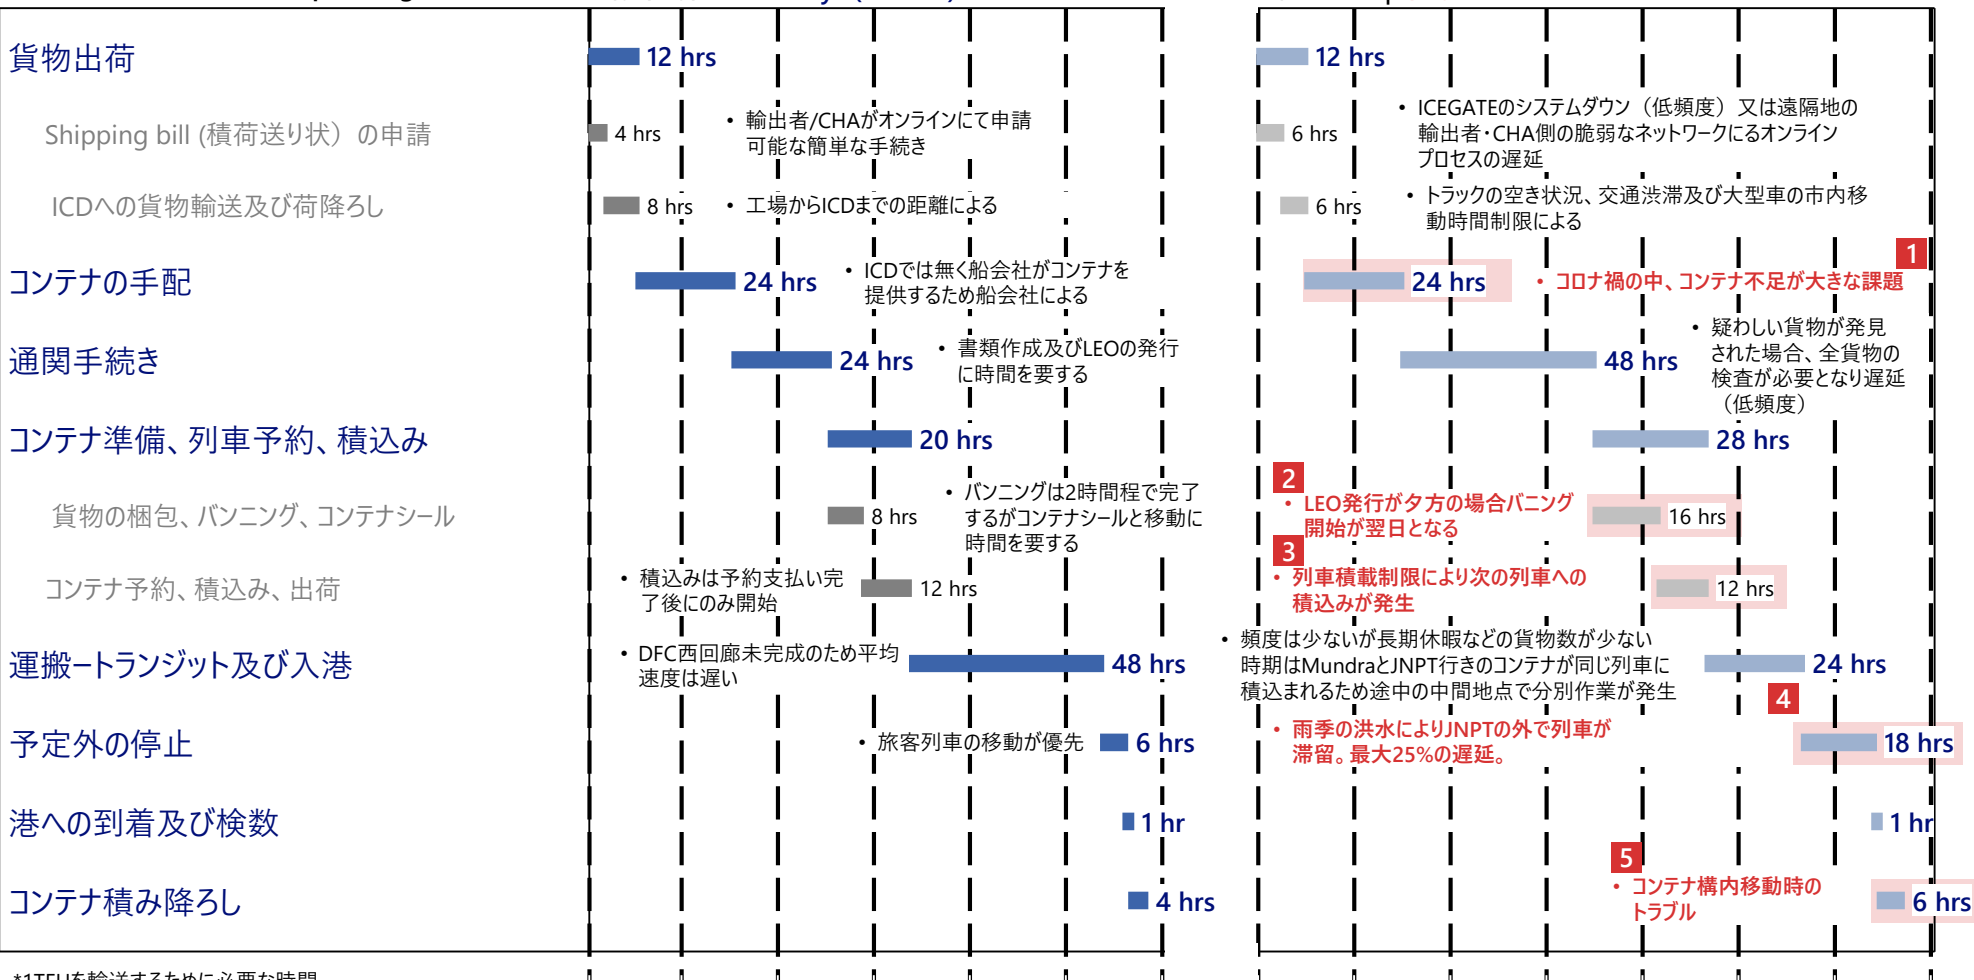 貨物出荷
12 hrs
12 hrs
Shipping bill (積荷送り状）の申請
4 hrs
• 輸出者/CHAがオンラインにて申請
可能な簡単な手続き
6 hrs
• ICEGATEのシステムダウン（低頻度）又は遠隔地の
輸出者・CHA側の脆弱なネットワークにるオンライン
プロセスの遅延
ICDへの貨物輸送及び荷降ろし
8 hrs
• 工場からICDまでの距離による
6 hrs
• トラックの空き状況、交通渋滞及び大型車の市内移
動時間制限による
コンテナの手配
24 hrs
• ICDでは無く船会社がコンテナを
提供するため船会社による
24 hrs
1
• コロナ禍の中、コンテナ不足が大きな課題
通関手続き
24 hrs
• 書類作成及びLEOの発行
に時間を要する
48 hrs
• 疑わしい貨物が発見
された場合、全貨物の
検査が必要となり遅延
（低頻度）
コンテナ準備、列車予約、積込み
20 hrs
28 hrs
貨物の梱包、バンニング、コンテナシール
8 hrs
• バンニングは2時間程で完了
するがコンテナシールと移動に
時間を要する
2
• LEO発行が夕方の場合バニング
開始が翌日となる
16 hrs
コンテナ予約、積込み、出荷
• 積込みは予約支払い完
了後にのみ開始
12 hrs
3
• 列車積載制限により次の列車への
積込みが発生
12 hrs
運搬ートランジット及び入港
• DFC西回廊未完成のため平均
速度は遅い
48 hrs
• 頻度は少ないが長期休暇などの貨物数が少ない
時期はMundraとJNPT行きのコンテナが同じ列車に
積込まれるため途中の中間地点で分別作業が発生
24 hrs
予定外の停止
• 旅客列車の移動が優先
6 hrs
4
• 雨季の洪水によりJNPTの外で列車が
滞留。最大25%の遅延。
18 hrs
港への到着及び検数
1 hr
1 hr
コンテナ積み降ろし
4 hrs
5
• コンテナ構内移動時の
トラブル
6 hrs
*1TEUを輸送するために必要な時間